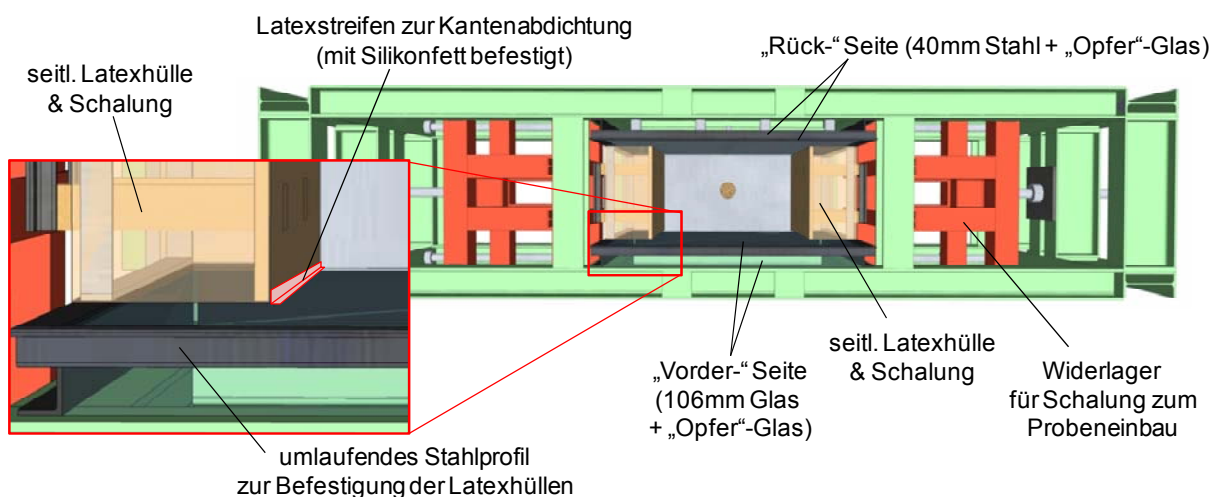 Latexstreifen zur Kantenabdichtung
(mit Silikonfett befestigt)
„Rück-“ Seite (40mm Stahl + „Opfer“-Glas)
seitl. Latexhülle
& Schalung
„Vorder-“ Seite
(106mm Glas
+ „Opfer“-Glas)
seitl. Latexhülle
& Schalung
Widerlager
für Schalung zum
Probeneinbau
umlaufendes Stahlprofil
zur Befestigung der Latexhüllen